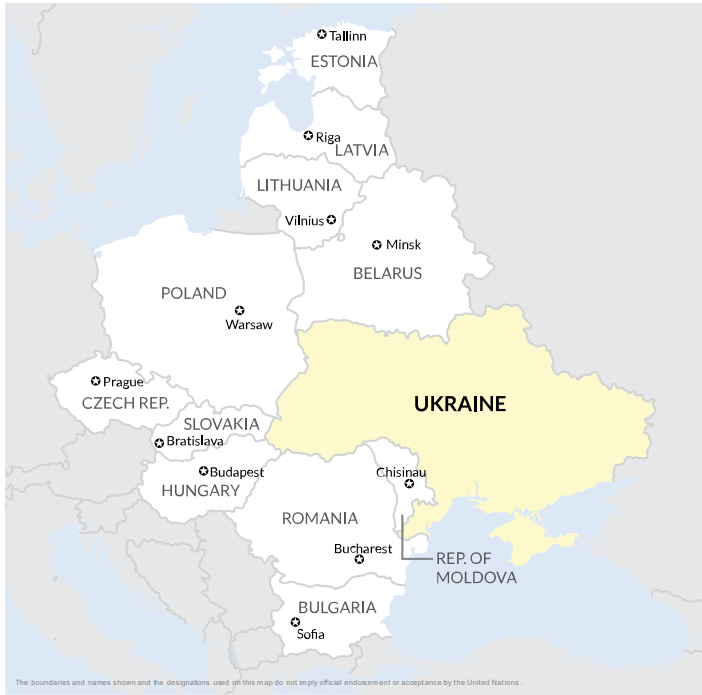 Tallinn
ESTONIA
Riga
LATVIA
LITHUANIA
Vilnius
Minsk
BELARUS
POLAND
Warsaw
Prague
CZECH REP.
UKRAINE
SLOVAKIA
Bratislava
Budapest
HUNGARY
Chisinau
ROMANIA
Bucharest
REP. OF
MOLDOVA
BULGARIA
Sofia
The boundaries and names shown and the designations used on this map do not imply official endorsement or acceptance by the United Nations .